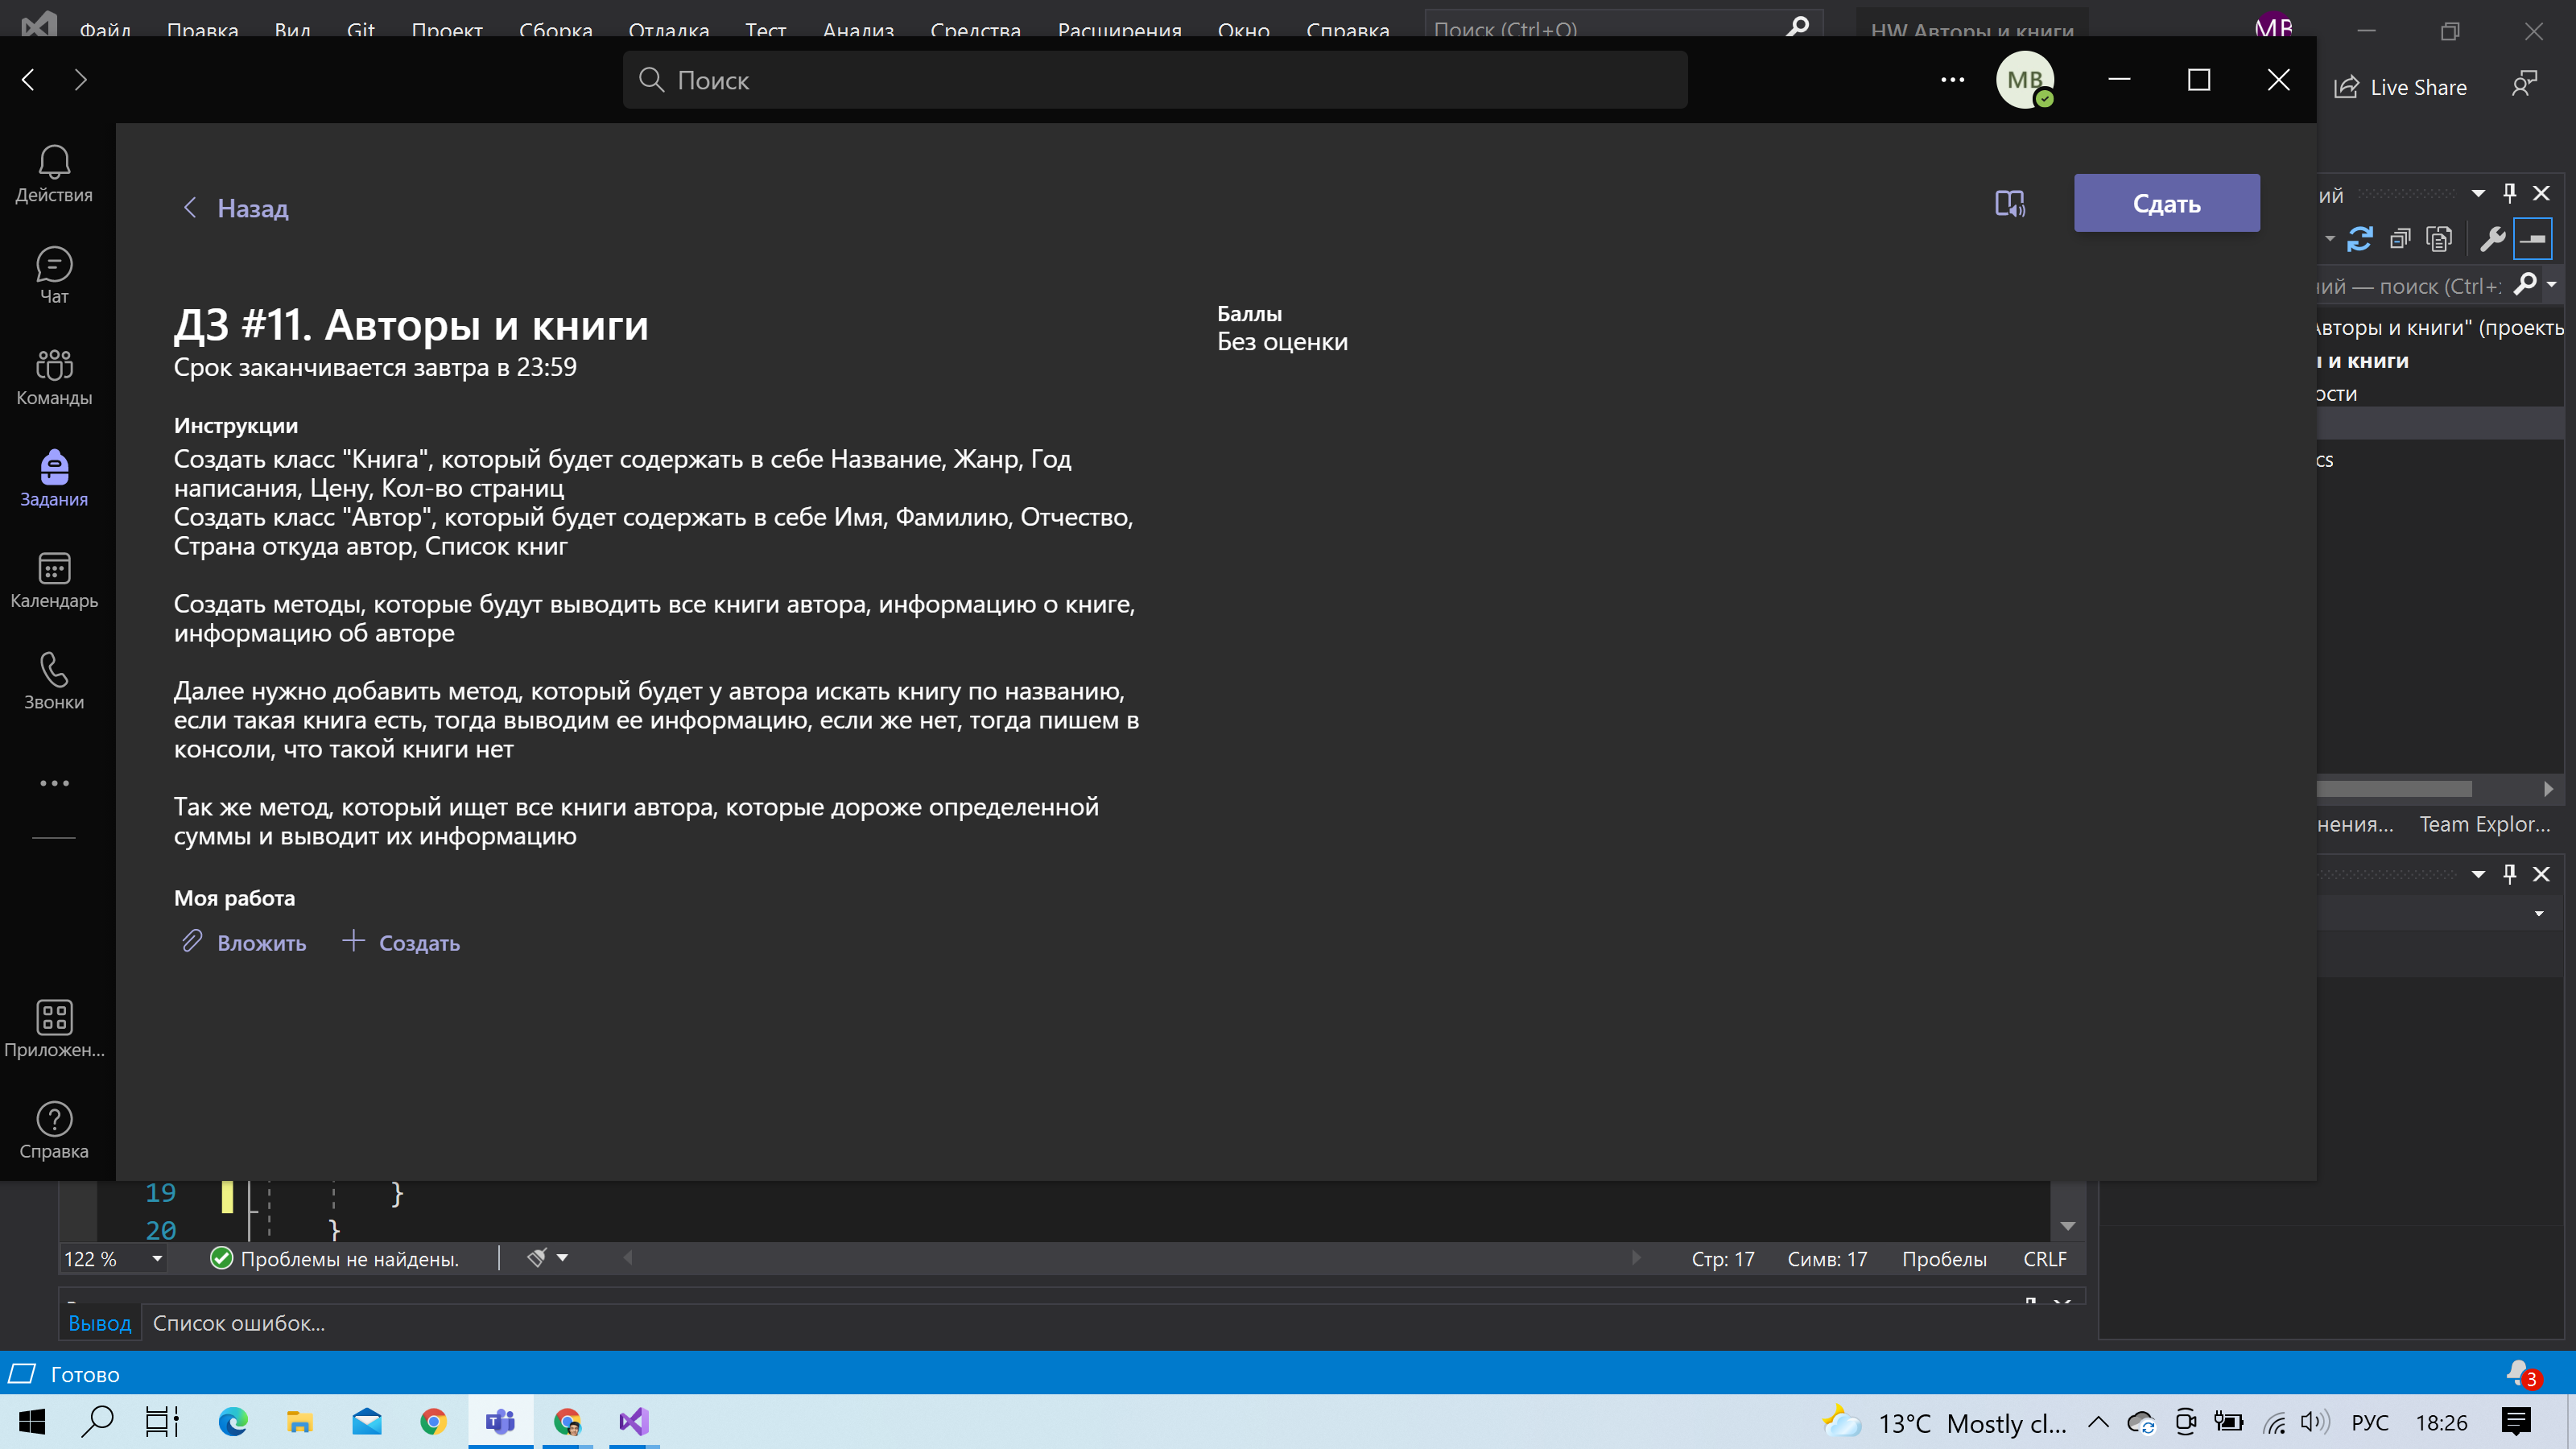 Файл Правка Вид Git Проект Сборка Отладка Тест Анализ Средства Расширения Окно Справка Поиск (Ctrl+Q) HW Авторы и книги MB
Поиск
MB
Live Share
Действия
Чат
Команды
Задания
Календарь
Звонки
Приложен...
Справка
Назад
Сдать
ДЗ #11. Авторы и книги
Срок заканчивается завтра в 23:59
Баллы
Без оценки
Инструкции
Создать класс "Книга", который будет содержать в себе Название, Жанр, Год
написания, Цену, Кол-во страниц
Создать класс "Автор", который будет содержать в себе Имя, Фамилию, Отчество,
Страна откуда автор, Список книг
Создать методы, которые будут выводить все книги автора, информацию о книге,
информацию об авторе
Далее нужно добавить метод, который будет у автора искать книгу по названию,
если такая книга есть, тогда выводим ее информацию, если же нет, тогда пишем в
консоли, что такой книги нет
Так же метод, который ищет все книги автора, которые дороже определенной
суммы и выводит их информацию
Моя работа
Вложить Создать
ий
ий — поиск (Ctrl+
Авторы и книги" (проекть
и книги
ости
cs
нения... Team Explor...
19 }
20 }
122 % Проблемы не найдены. Стр: 17 Симв: 17 Пробелы CRLF
Вывод Список ошибок...
Готово
3
13°C Mostly cl... РУС 18:26